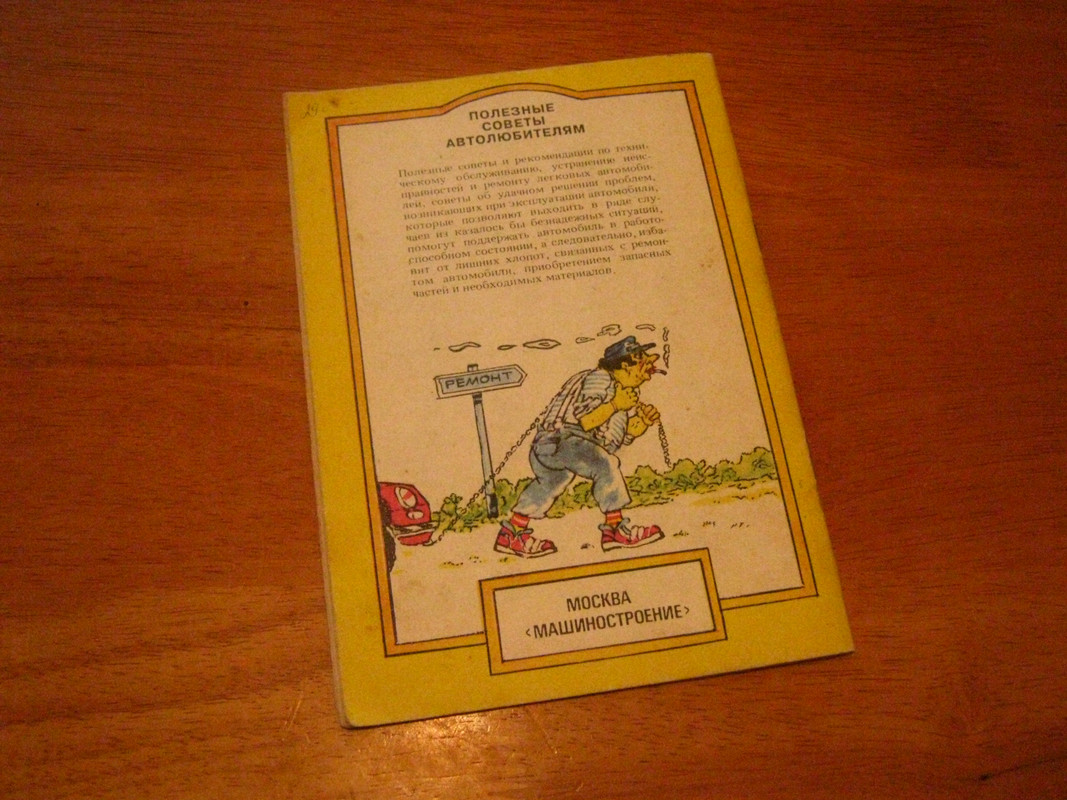 29
ПОЛЕЗНЫЕ
СОВЕТЫ
АВТОЛЮБИТЕЛЯМ
Полезные советы и рекомендации по техни-
ческому обслуживанию, устранению неис-
правностей и ремонту легковых автомоби-
лей, советы об удачном решении проблем,
возникавших при эксплуатации автомобиля,
которые позволяют выходить в ряде слу-
чаев из казалось бы безнадежных ситуаций,
помогут поддержать автомобиль в работо-
способном состоянии, а следовательно, изба-
вит от лишних хлопот, связанных с ремон-
том автомобиля, приобретением запасных
частей и необходимых материалов.
РЕМОНТ
МОСКВА
‹МАШИНОСТРОЕНИЕ›